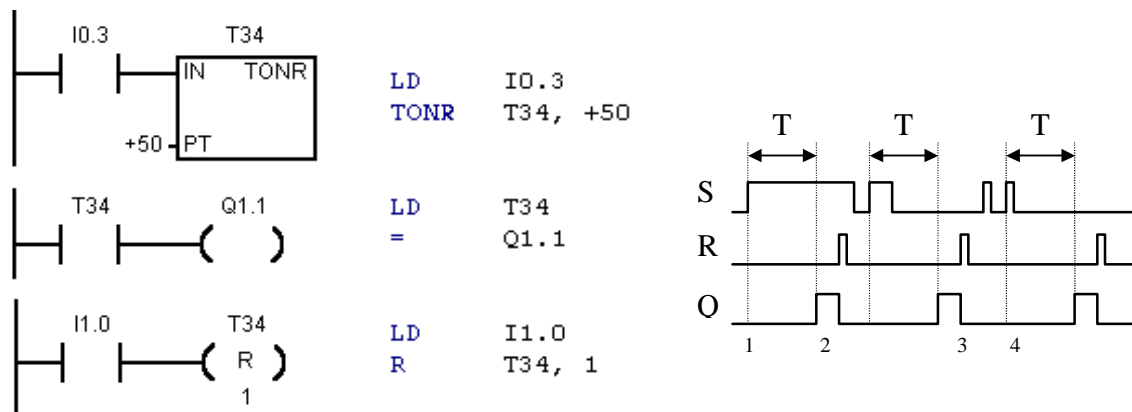 I0.3
T34
IN TONR
+50 PT
LD I0.3
TONR T34, +50
T34
Q1.1
LD T34
= Q1.1
I1.0
T34
R
1
LD I1.0
R T34, 1
T T T
S
R
Q
1 2 3 4